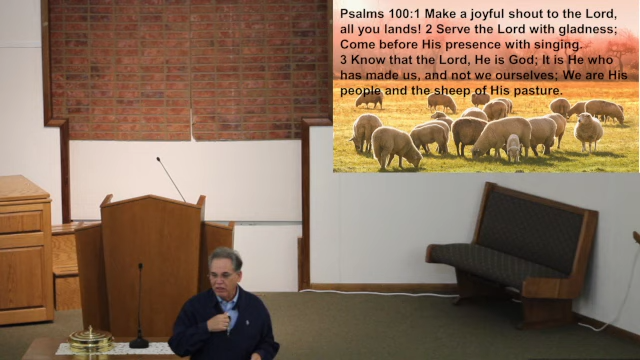 Psalms 100:1 Make a joyful shout to the Lord,
all you lands! 2 Serve the Lord with gladness;
Come before His presence with singing.
3 Know that the Lord, He is God; It is He who
has made us, and not we ourselves; We are His
people and the sheep of His pasture.